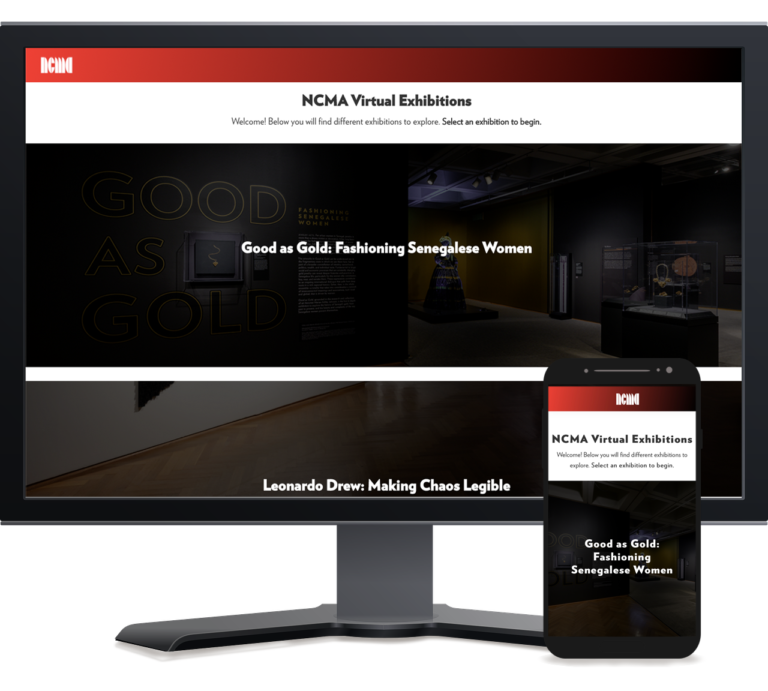 ncma
NCMA Virtual Exhibitions
Welcome! Below you will find different exhibitions to explore. Select an exhibition to begin.
GOOD
AS
GOLD
FASHIONING
SENEGALESE
WOMEN
Good as Gold: Fashioning Senegalese Women
Leonardo Drew: Making Chaos Legible
ncma
NCMA Virtual Exhibitions
Welcome! Below you will find different exhibitions to
explore. Select an exhibition to begin.
Good as Gold:
Fashioning
Senegalese Women